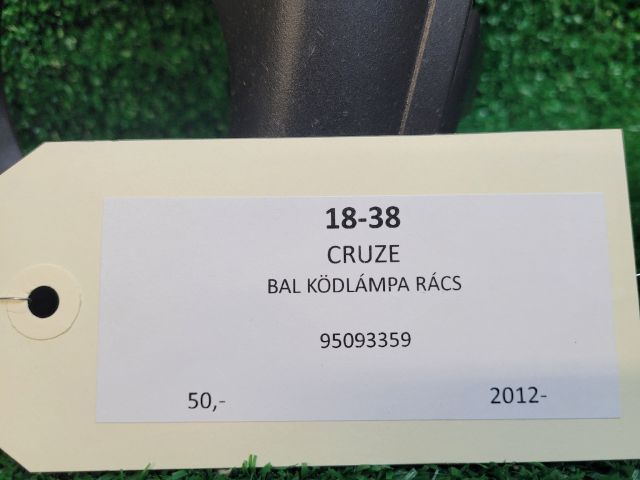 18-38
CRUZE
BAL KÖDLÁMPA RÁCS
95093359
50,- 2012-